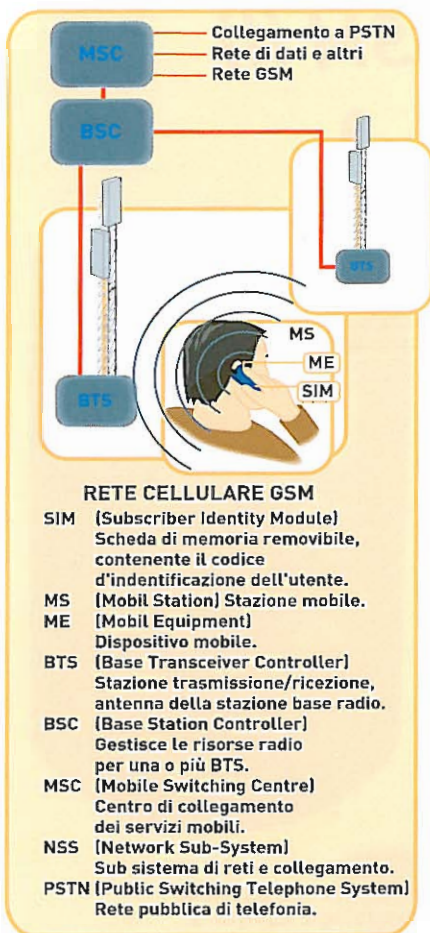 MSC
Collegamento a PSTN
Rete di dati e altri
Rete GSM
BSC
BTS
MS
ME
SIM
BTS
RETE CELLULARE GSM
SIM (Subscriber Identity Module)
Scheda di memoria removibile,
contenente il codice
d'indentificazione dell'utente.
MS (Mobil Station) Stazione mobile.
ME (Mobil Equipment)
Dispositivo mobile.
BTS (Base Transceiver Controller)
Stazione trasmissione/ricezione,
antenna della stazione base radio.
BSC (Base Station Controller)
Gestisce le risorse radio
per una o più BTS.
MSC (Mobile Switching Centre)
Centro di collegamento
dei servizi mobili.
NSS (Network Sub-System)
Sub sistema di reti e collegamento.
PSTN (Public Switching Telephone System)
Rete pubblica di telefonia.